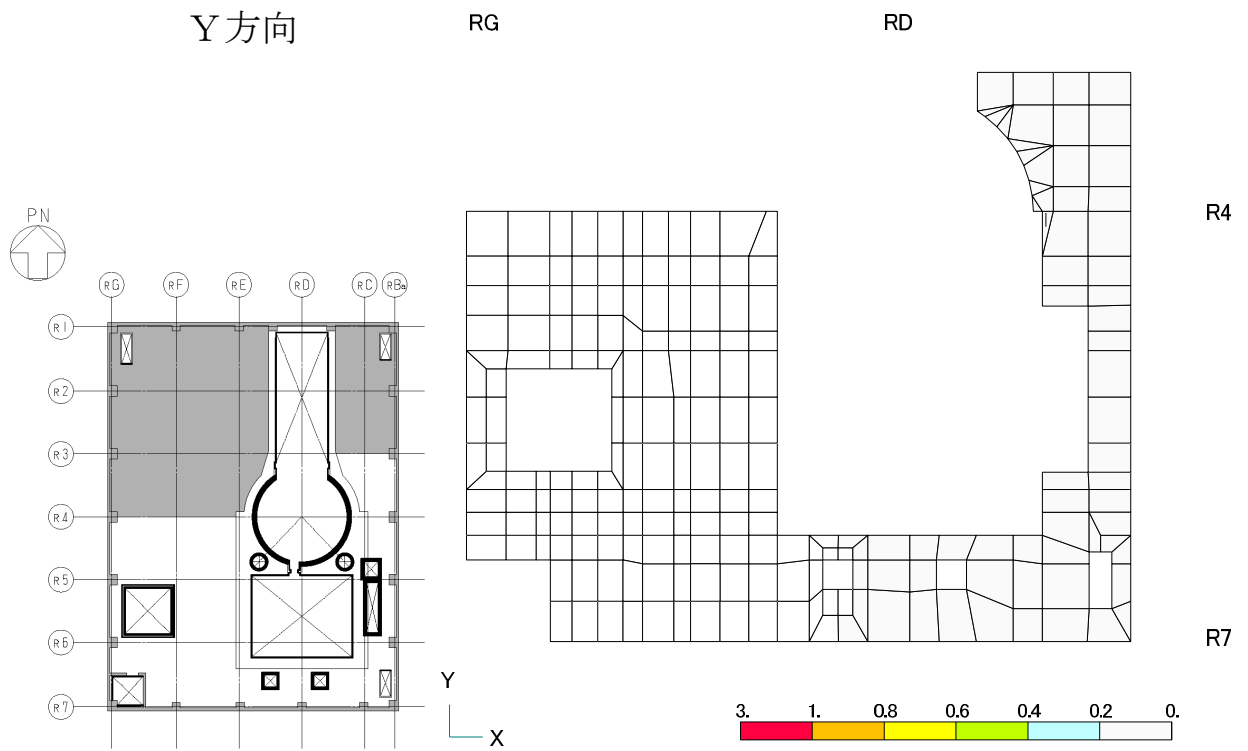 Y方向
RG RD
R4
R7
PN
RG RF RE RD RC RBa
R1
R2
R3
R4
R5
R6
R7
Y
X
3. 1. 0.8 0.6 0.4 0.2 0.